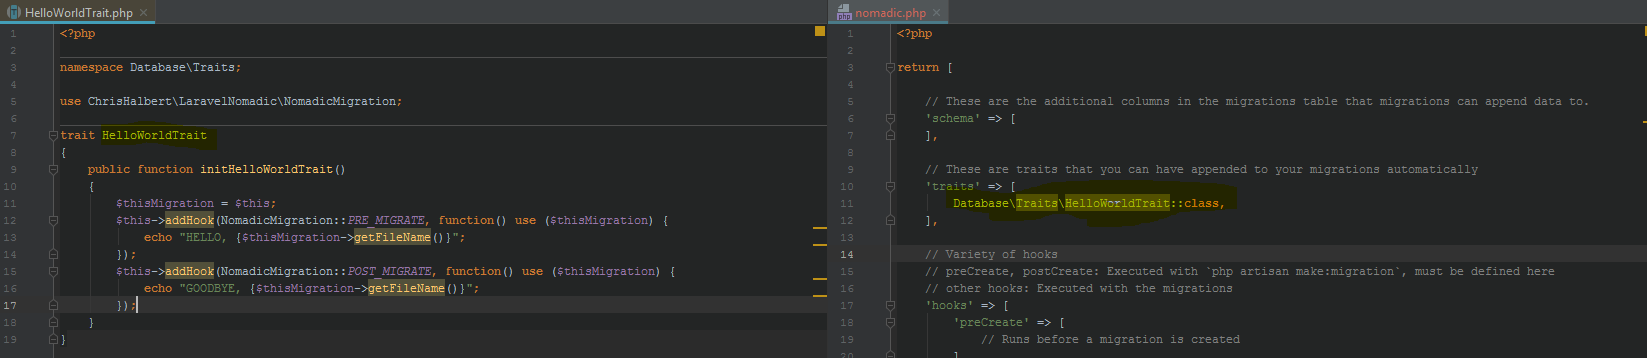 HelloWorldTrait.php
1 <?php
2
3 namespace Database\Traits;
4
5 use ChrisHalbert\LaravelNomadic\NomadicMigration;
6
7 trait HelloWorldTrait
8 {
9     public function initHelloWorldTrait()
10     {
11         $thisMigration = $this;
12         $this->addHook(NomadicMigration::PRE_MIGRATE, function() use ($thisMigration) {
13             echo "HELLO, {$thisMigration->getFileName()}";
14         });
15         $this->addHook(NomadicMigration::POST_MIGRATE, function() use ($thisMigration) {
16             echo "GOODBYE, {$thisMigration->getFileName()}";
17         });
18     }
19 }
nomadic.php
1 <?php
2
3 return [
4
5     // These are the additional columns in the migrations table that migrations can append data to.
6     'schema' => [
7     ],
8
9     // These are traits that you can have appended to your migrations automatically
10     'traits' => [
11         Database\Traits\HelloWorldTrait::class,
12     ],
13
14     // Variety of hooks
15     // preCreate, postCreate: Executed with `php artisan make:migration`, must be defined here
16     // other hooks: Executed with the migrations
17     'hooks' => [
18         'preCreate' => [
19             // Runs before a migration is created
20         ]